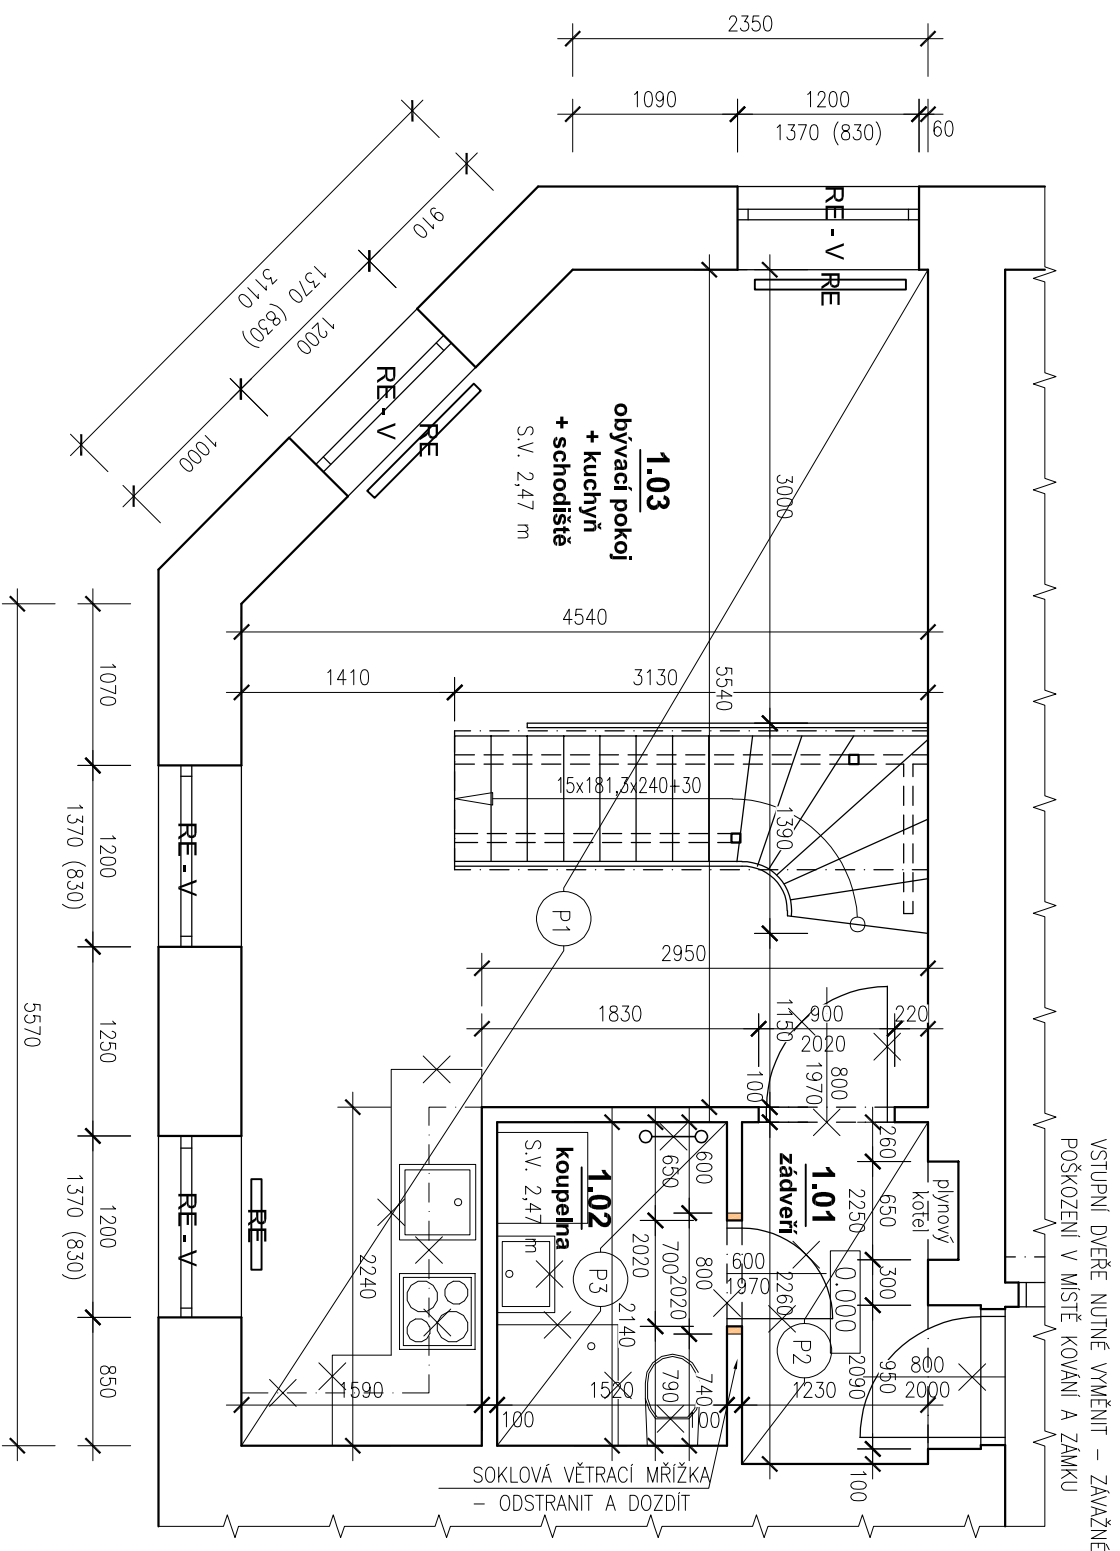 2350
1090
1200
1370 (830)
60
910
1370 (830)
3110
1200
1000
RE-V
RE
RE-V
RE
1.03
obývací pokoj
+ kuchyň
+ schodiště
S.V. 2,47 m
3000
4540
1410
3130
5540
15x181,3x240+30
1390
P1
2950
1830
1150
900
2020
220
800
1970
100
1070
1200
1370 (830)
RE-V
1250
1200
1370 (830)
RE-V
850
5570
RE
2240
1590
100
1.02
koupelna
S.V. 2,47 m
P3
600
650
700
2020
2020
800
2140
1520
790
740
100
1.01
zádveří
600
1970
2260
0.000
P2
1230
2090
950
260
650
2250
300
plynový
kotel
800
2000
100
SOKLOVÁ VĚTRACÍ MŘÍŽKA
– ODSTRANIT A DOZDÍT
VSTUPNÍ DVEŘE NUTNÉ VYMĚNIT – ZÁVAŽNÉ
POŠKOZENÍ V MÍSTĚ KOVÁNÍ A ZÁMKU